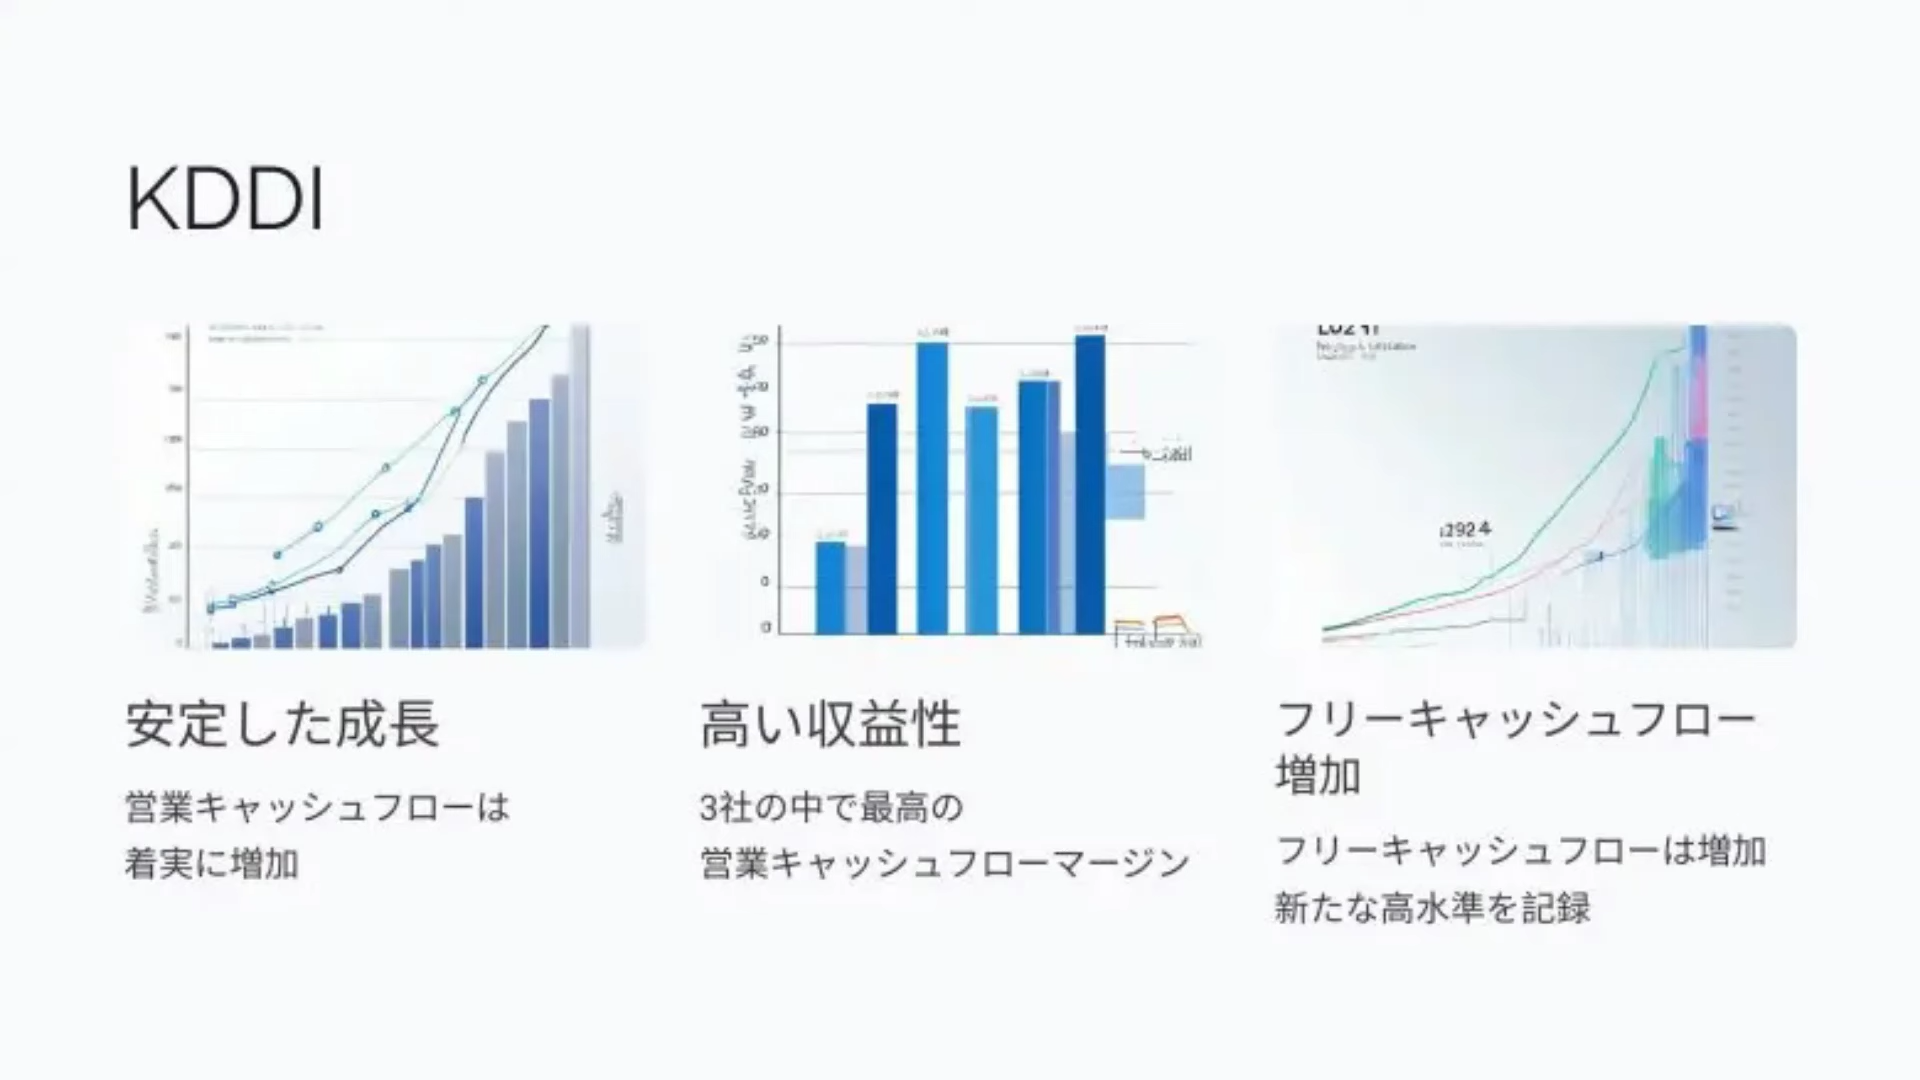 KDDI
安定した成長
営業キャッシュフローは
着実に増加
高い収益性
3社の中で最高の
営業キャッシュフローマージン
フリーキャッシュフロー
増加
フリーキャッシュフローは増加
新たな高水準を記録